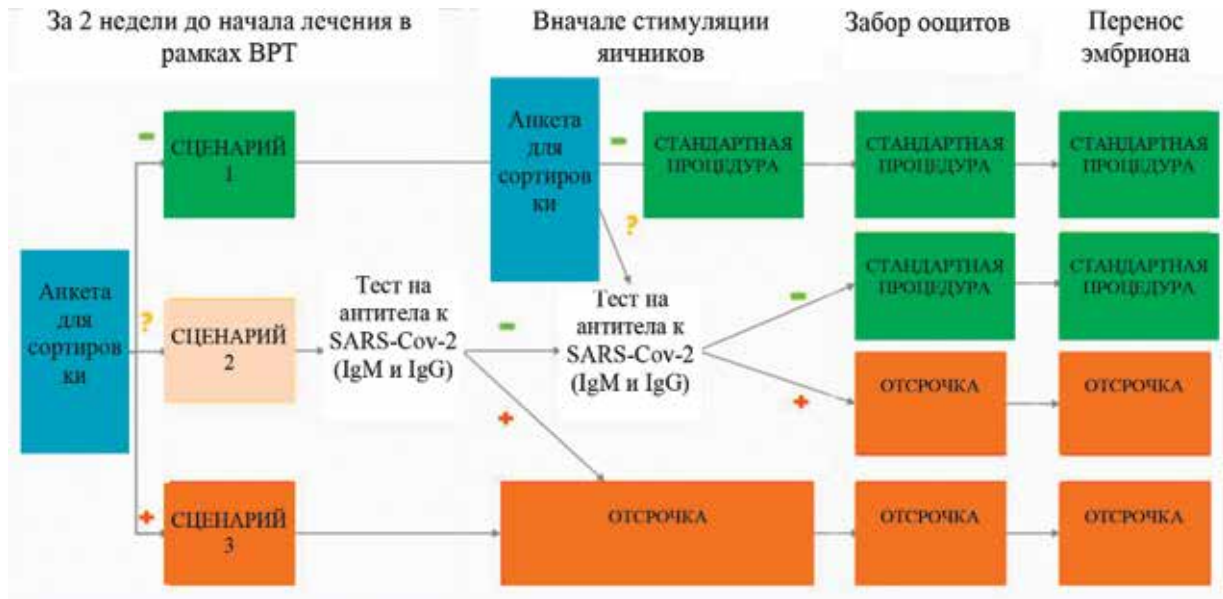 За 2 недели до начала лечения в
рамках ВРТ
Вначале стимуляции
яичников
Забор ооцитов
Перенос
эмбриона
Анкета
для
сортировки
ки
-
СЦЕНАРИЙ
1
?
СЦЕНАРИЙ
2
+
СЦЕНАРИЙ
3
Тест на
антитела к
SARS-Cov-2
(IgM и IgG)
-
+
Анкета
для
сортиров
ки
-
?
СТАНДАРТНАЯ
ПРОЦЕДУРА
СТАНДАРТНАЯ
ПРОЦЕДУРА
СТАНДАРТНАЯ
ПРОЦЕДУРА
Тест на
антитела к
SARS-Cov-2
(IgM и IgG)
-
+
СТАНДАРТНАЯ
ПРОЦЕДУРА
СТАНДАРТНАЯ
ПРОЦЕДУРА
ОТСРОЧКА
ОТСРОЧКА
ОТСРОЧКА
ОТСРОЧКА
ОТСРОЧКА